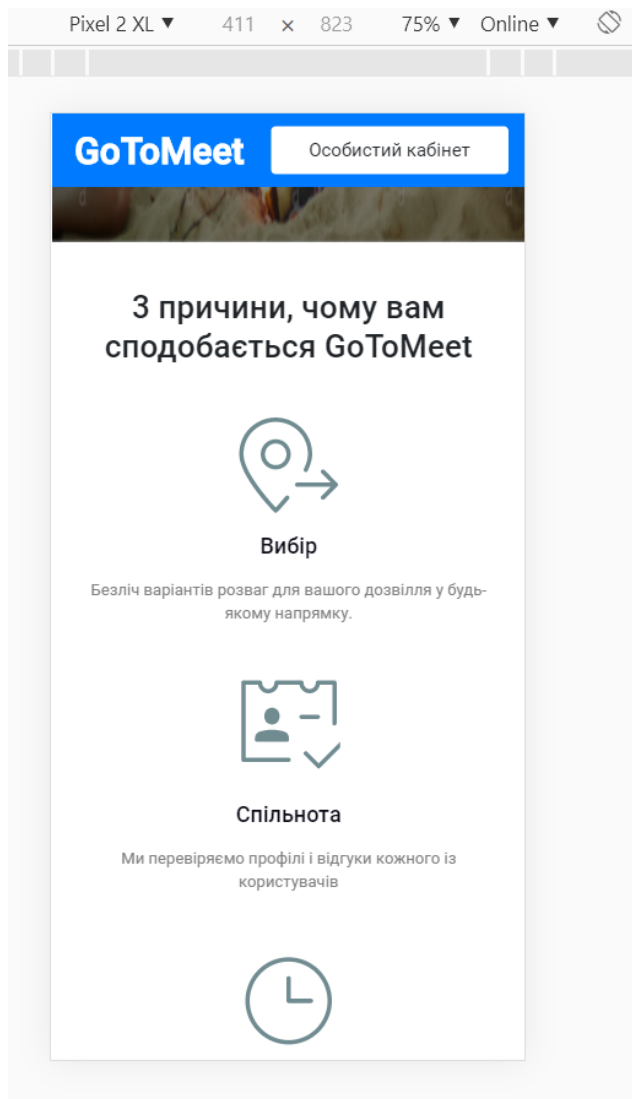 Pixel 2 XL ▼ 411 × 823 75% ▼ Online ▼
GoToMeet
Особистий кабінет
3 причини, чому вам
сподобається GoToMeet
Вибір
Безліч варіантів розваг для вашого дозвілля у будь-
якому напрямку.
Спільнота
Ми перевіряємо профілі і відгуки кожного із
користувачів